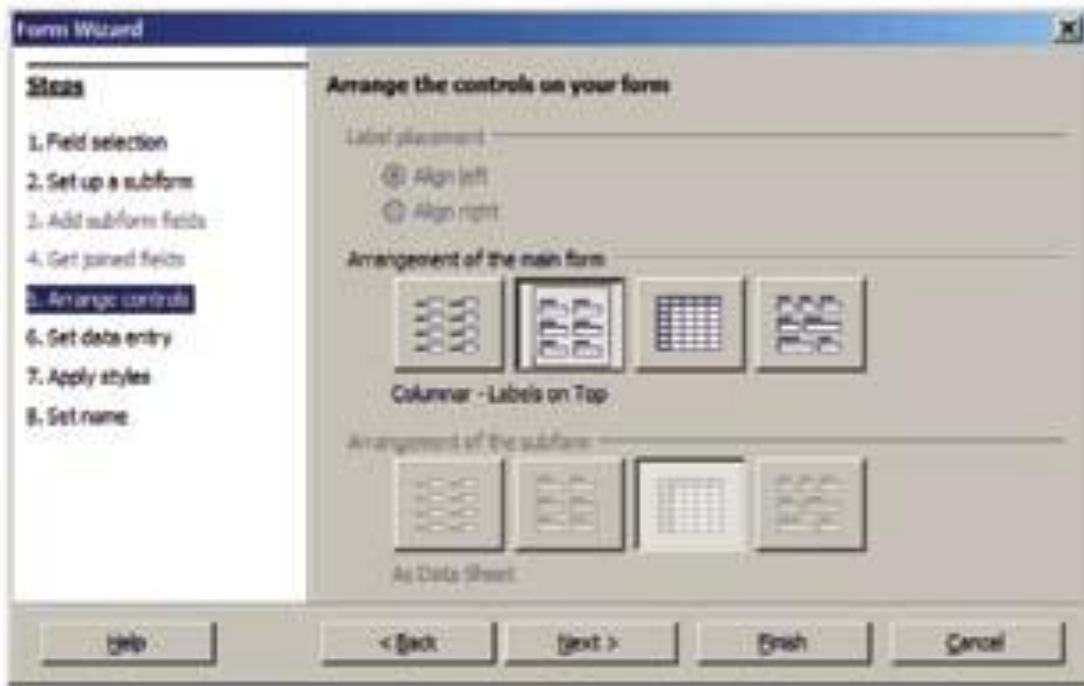 Form Wizard
Steps
1. Field selection
2. Set up a subform
3. Add subform fields
4. Get joined fields
5. Arrange controls
6. Set data entry
7. Apply styles
8. Set name
Arrange the controls on your form
Label placement
Align left
Align right
Arrangement of the main form
Columnar - Labels on Top
Arrangement of the subform
As Data Sheet
Help
< Back
Next >
Finish
Cancel